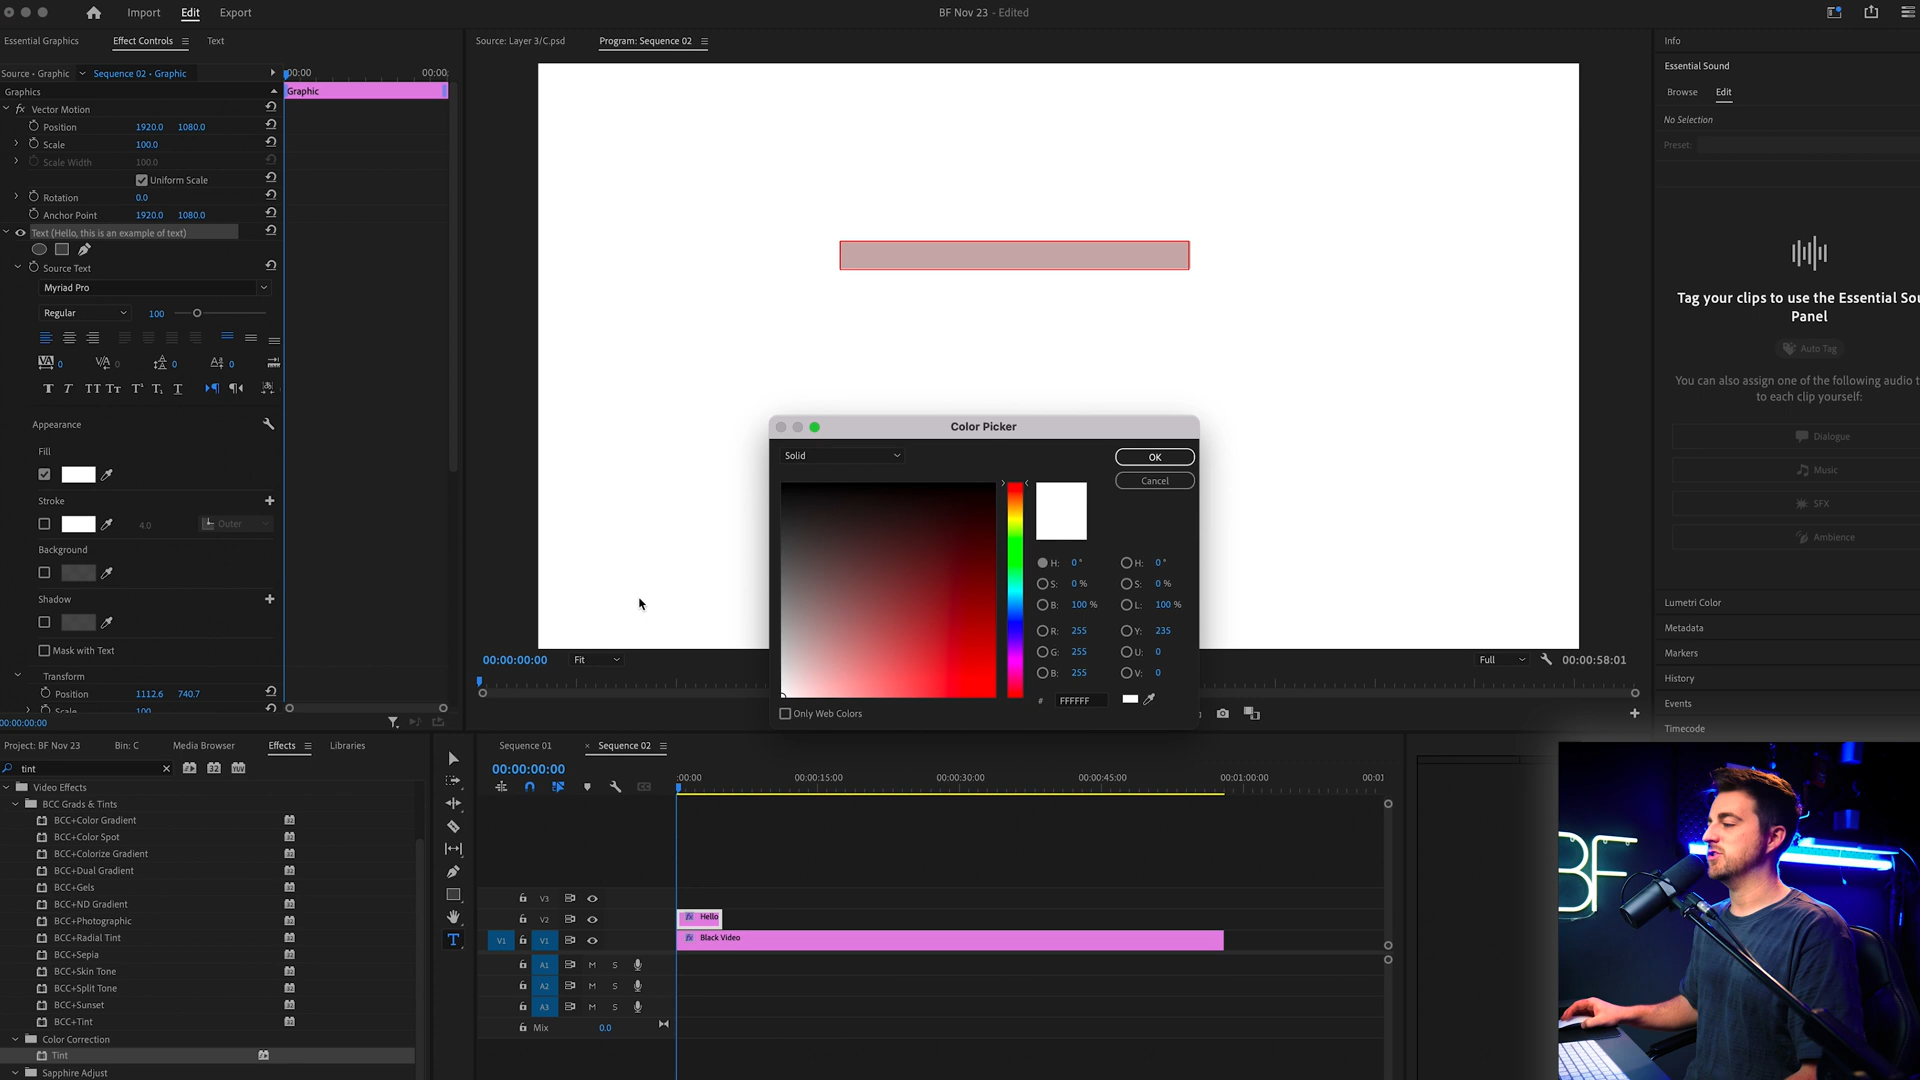 Import
Edit
Export
BF Nov 23 - Edited
Essential Graphics
Effect Controls
Text
Source: Layer 3/C.psd
Program: Sequence 02
Info
Source • Graphic
Sequence 02 • Graphic
:00:00
00:00:
Essential Sound
Graphics
Graphic
Browse
Edit
fx Vector Motion
No Selection
Position 1920.0 1080.0
Preset:
Scale 100.0
Scale Width 100.0
Uniform Scale
Rotation 0.0
Anchor Point 1920.0 1080.0
Text (Hello, this is an example of text)
Source Text
Myriad Pro
Tag your clips to use the Essential Sou
Panel
Regular 100
Auto Tag
0 0 0 0
You can also assign one of the following audio t
to each clip yourself:
Appearance
Color Picker
Dialogue
Fill
Solid
OK
Music
Cancel
Stroke
SFX
4.0 Outer
Ambience
Background
H: 0 ° H: 0 °
S: 0 % S: 0 %
Shadow
B: 100 % L: 100 %
Lumetri Color
R: 255 Y: 235
Metadata
Mask with Text
G: 255 U: 0
Markers
00:00:00:00
Fit
Full
00:00:58:01
Transform
B: 255 V: 0
History
Position 1112.6 740.7
# FFFFFF
Events
Scale 100
Only Web Colors
00:00:00:00
Timecode
Project: BF Nov 23
Bin: C
Media Browser
Effects
Libraries
Sequence 01
× Sequence 02
tint
00:00:00:00
:00:00
00:00:15:00
00:00:30:00
00:00:45:00
00:01:00:00
00:01
Video Effects
BCC Grads & Tints
BCC+Color Gradient
BCC+Color Spot
BCC+Colorize Gradient
BCC+Dual Gradient
BCC+Gels
BCC+ND Gradient
BCC+Photographic
BCC+Radial Tint
BCC+Sepia
BCC+Skin Tone
BCC+Split Tone
BCC+Sunset
BCC+Tint
Color Correction
Tint
Sapphire Adjust
V3
V2
fx Hello
V1 V1
fx Black Video
A1 M S
A2 M S
A3 M S
Mix 0.0
BF